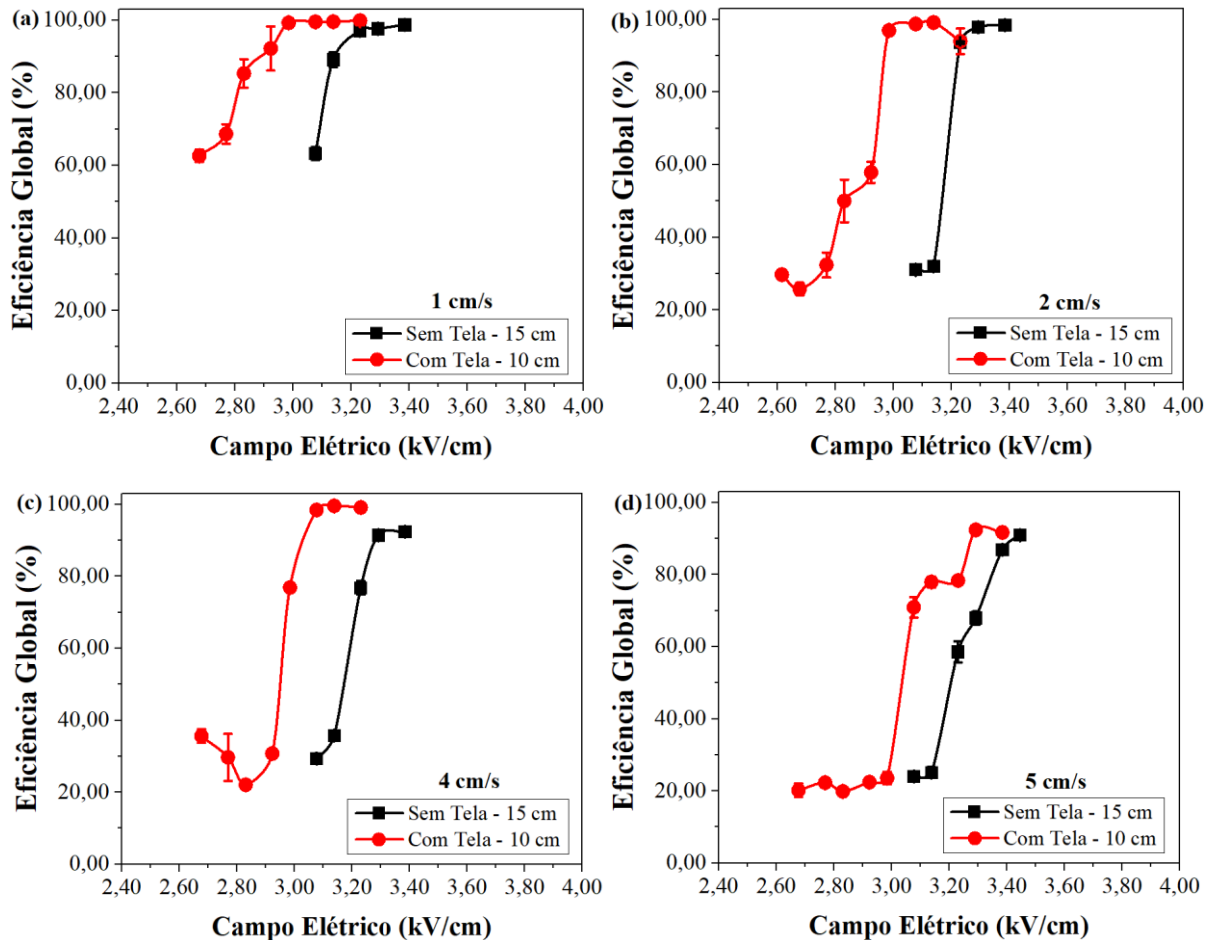 (a)
100,00
80,00
60,00
40,00
20,00
0,00
Eficiência Global (%)
1 cm/s
Sem Tela - 15 cm
Com Tela - 10 cm
2,40 2,60 2,80 3,00 3,20 3,40 3,60 3,80 4,00
Campo Elétrico (kV/cm)
(b)
100,00
80,00
60,00
40,00
20,00
0,00
Eficiência Global (%)
2 cm/s
Sem Tela - 15 cm
Com Tela - 10 cm
2,40 2,60 2,80 3,00 3,20 3,40 3,60 3,80 4,00
Campo Elétrico (kV/cm)
(c)
100,00
80,00
60,00
40,00
20,00
0,00
Eficiência Global (%)
4 cm/s
Sem Tela - 15 cm
Com Tela - 10 cm
2,40 2,60 2,80 3,00 3,20 3,40 3,60 3,80 4,00
Campo Elétrico (kV/cm)
(d)
100,00
80,00
60,00
40,00
20,00
0,00
Eficiência Global (%)
5 cm/s
Sem Tela - 15 cm
Com Tela - 10 cm
2,40 2,60 2,80 3,00 3,20 3,40 3,60 3,80 4,00
Campo Elétrico (kV/cm)